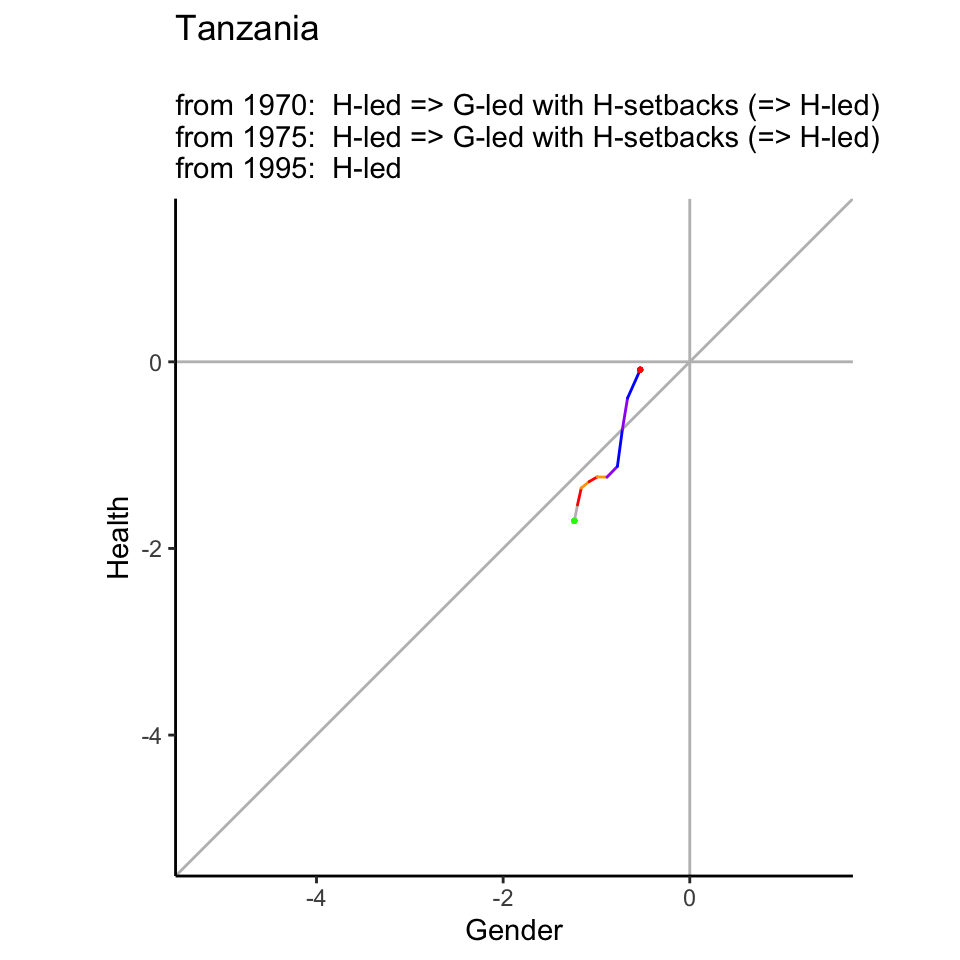 Tanzania
from 1970:  H-led => G-led with H-setbacks (=> H-led)
from 1975:  H-led => G-led with H-setbacks (=> H-led)
from 1995:  H-led
0
-2
-4
Health
-4
-2
0
Gender